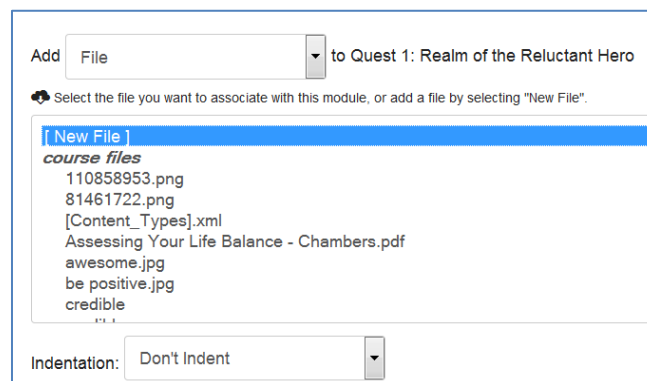 Add File to Quest 1: Realm of the Reluctant Hero
Select the file you want to associate with this module, or add a file by selecting "New File".
[ New File ]
course files
110858953.png
81461722.png
[Content_Types].xml
Assessing Your Life Balance - Chambers.pdf
awesome.jpg
be positive.jpg
credible
Indentation: Don't Indent